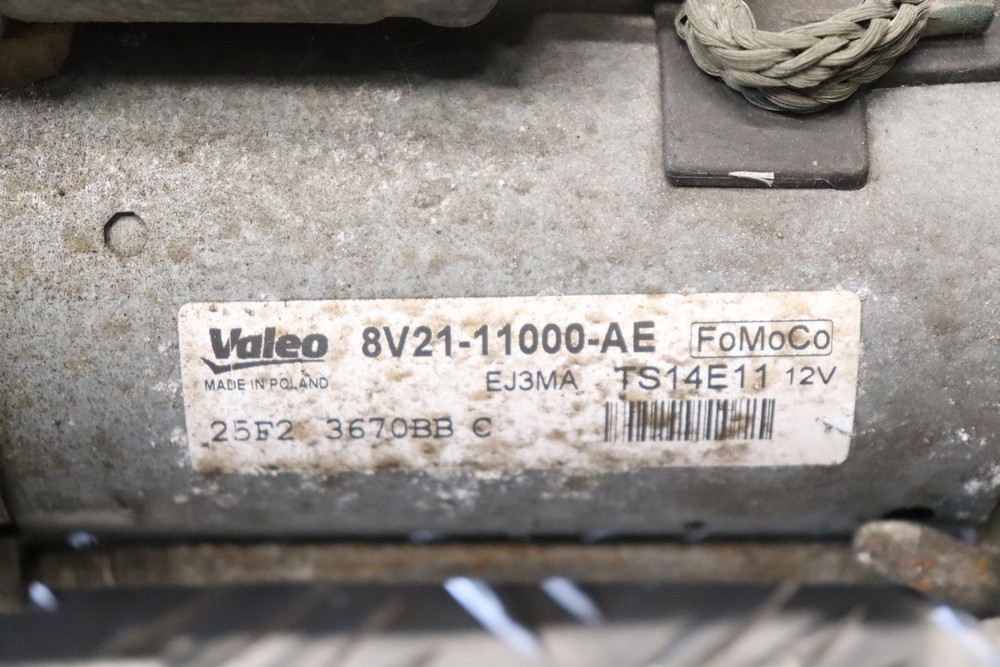 Valeo 8V21-11000-AE FoMoCo
MADE IN POLAND EJ3MA TS14E11 12V
25F2 3670BB C